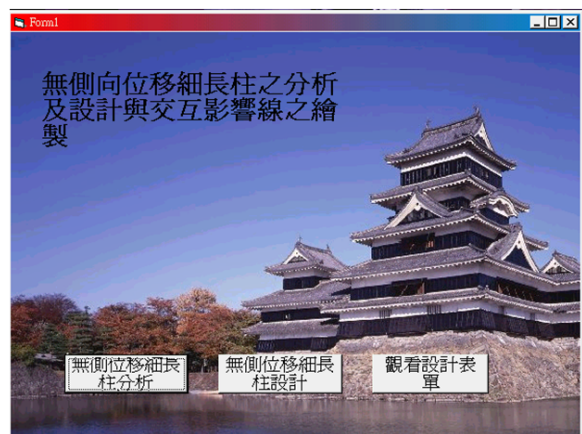 Form1
無側向位移細長柱之分析
及設計與交互影響線之繪
製
無側位移細長
柱分析
無側位移細長
柱設計
觀看設計表
單